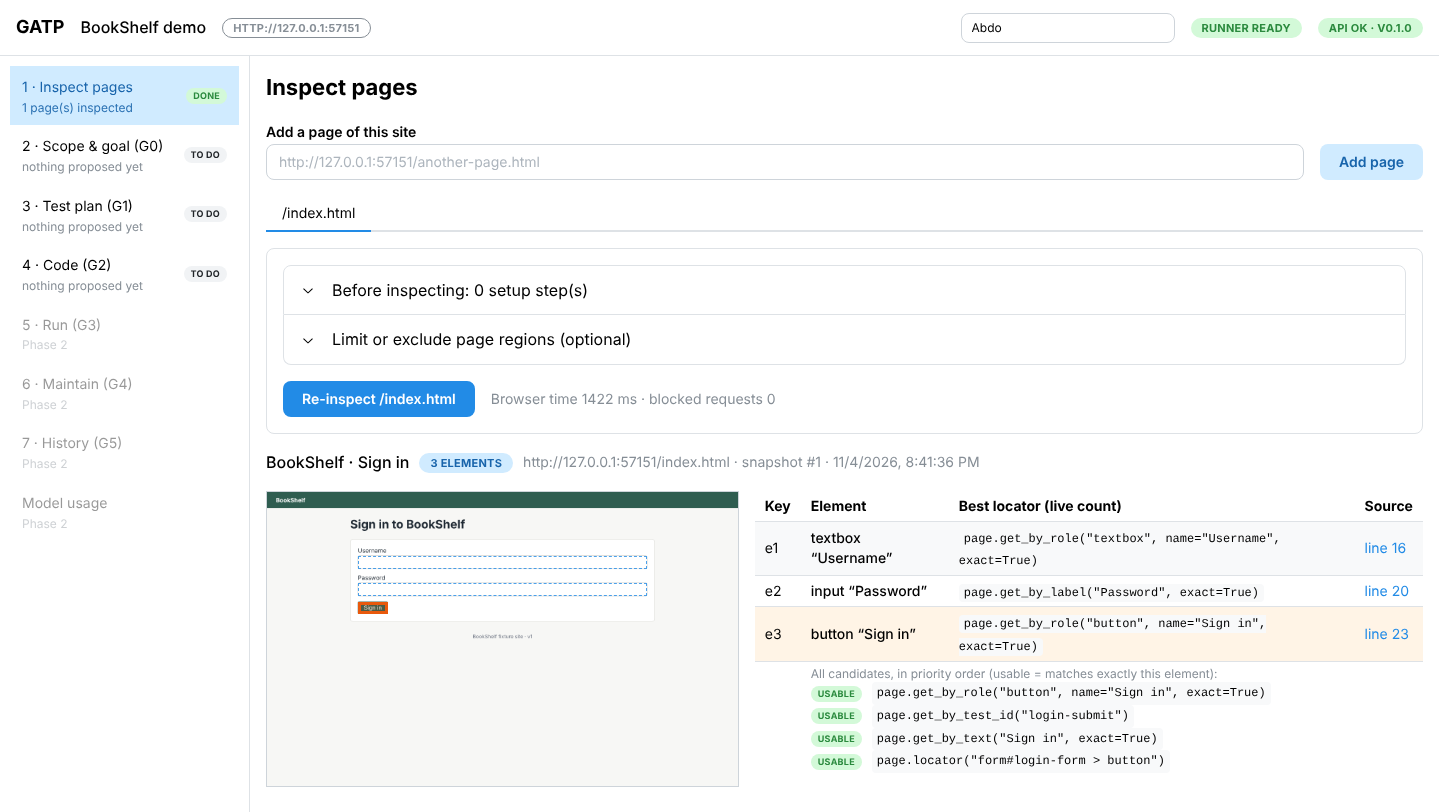 GATP BookShelf demo HTTP://127.0.0.1:57151 Abdo RUNNER READY API OK · V0.1.0
1 · Inspect pages
1 page(s) inspected
DONE
2 · Scope & goal (G0)
nothing proposed yet
TO DO
3 · Test plan (G1)
nothing proposed yet
TO DO
4 · Code (G2)
nothing proposed yet
TO DO
5 · Run (G3)
Phase 2
6 · Maintain (G4)
Phase 2
7 · History (G5)
Phase 2
Model usage
Phase 2
Inspect pages
Add a page of this site
http://127.0.0.1:57151/another-page.html
Add page
/index.html
Before inspecting: 0 setup step(s)
Limit or exclude page regions (optional)
Re-inspect /index.html Browser time 1422 ms · blocked requests 0
BookShelf · Sign in 3 ELEMENTS http://127.0.0.1:57151/index.html · snapshot #1 · 11/4/2026, 8:41:36 PM
BookShelf
Sign in to BookShelf
Username
Password
Sign in
BookShelf fixture site · v1
Key Element Best locator (live count) Source
e1 textbox “Username” page.get_by_role("textbox", name="Username", exact=True) line 16
e2 input “Password” page.get_by_label("Password", exact=True) line 20
e3 button “Sign in” page.get_by_role("button", name="Sign in", exact=True) line 23
All candidates, in priority order (usable = matches exactly this element):
USABLE page.get_by_role("button", name="Sign in", exact=True)
USABLE page.get_by_test_id("login-submit")
USABLE page.get_by_text("Sign in", exact=True)
USABLE page.locator("form#login-form > button")